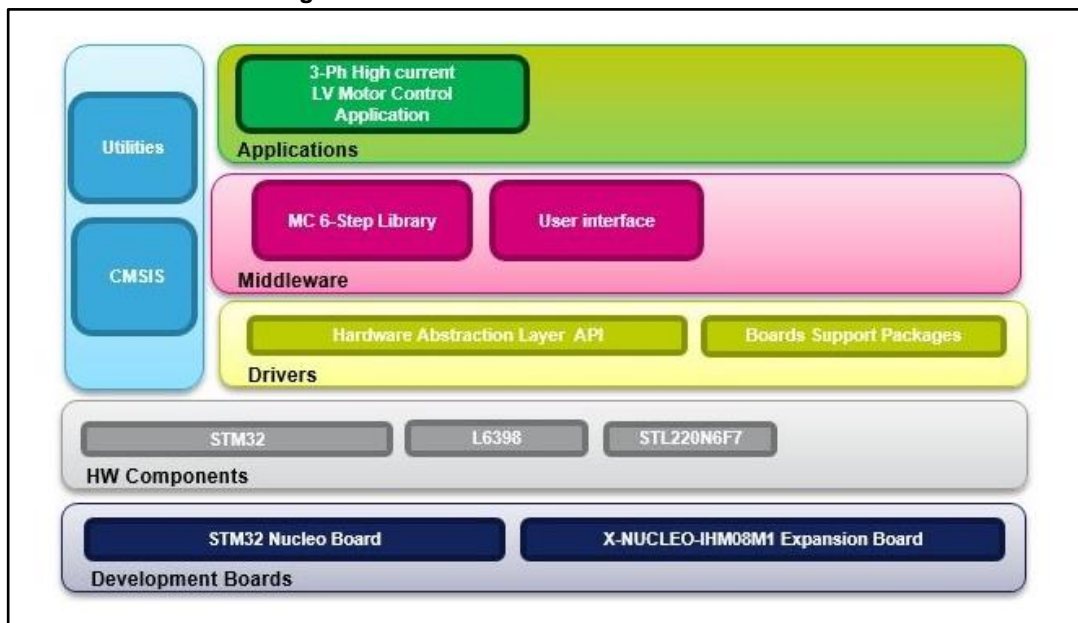 3-Ph High current
LV Motor Control
Application
Applications
Utilities
CMSIS
MC 6-Step Library
User interface
Middleware
Hardware Abstraction Layer API
Boards Support Packages
Drivers
STM32
L6398
STL220N6F7
HW Components
STM32 Nucleo Board
X-NUCLEO-IHM08M1 Expansion Board
Development Boards